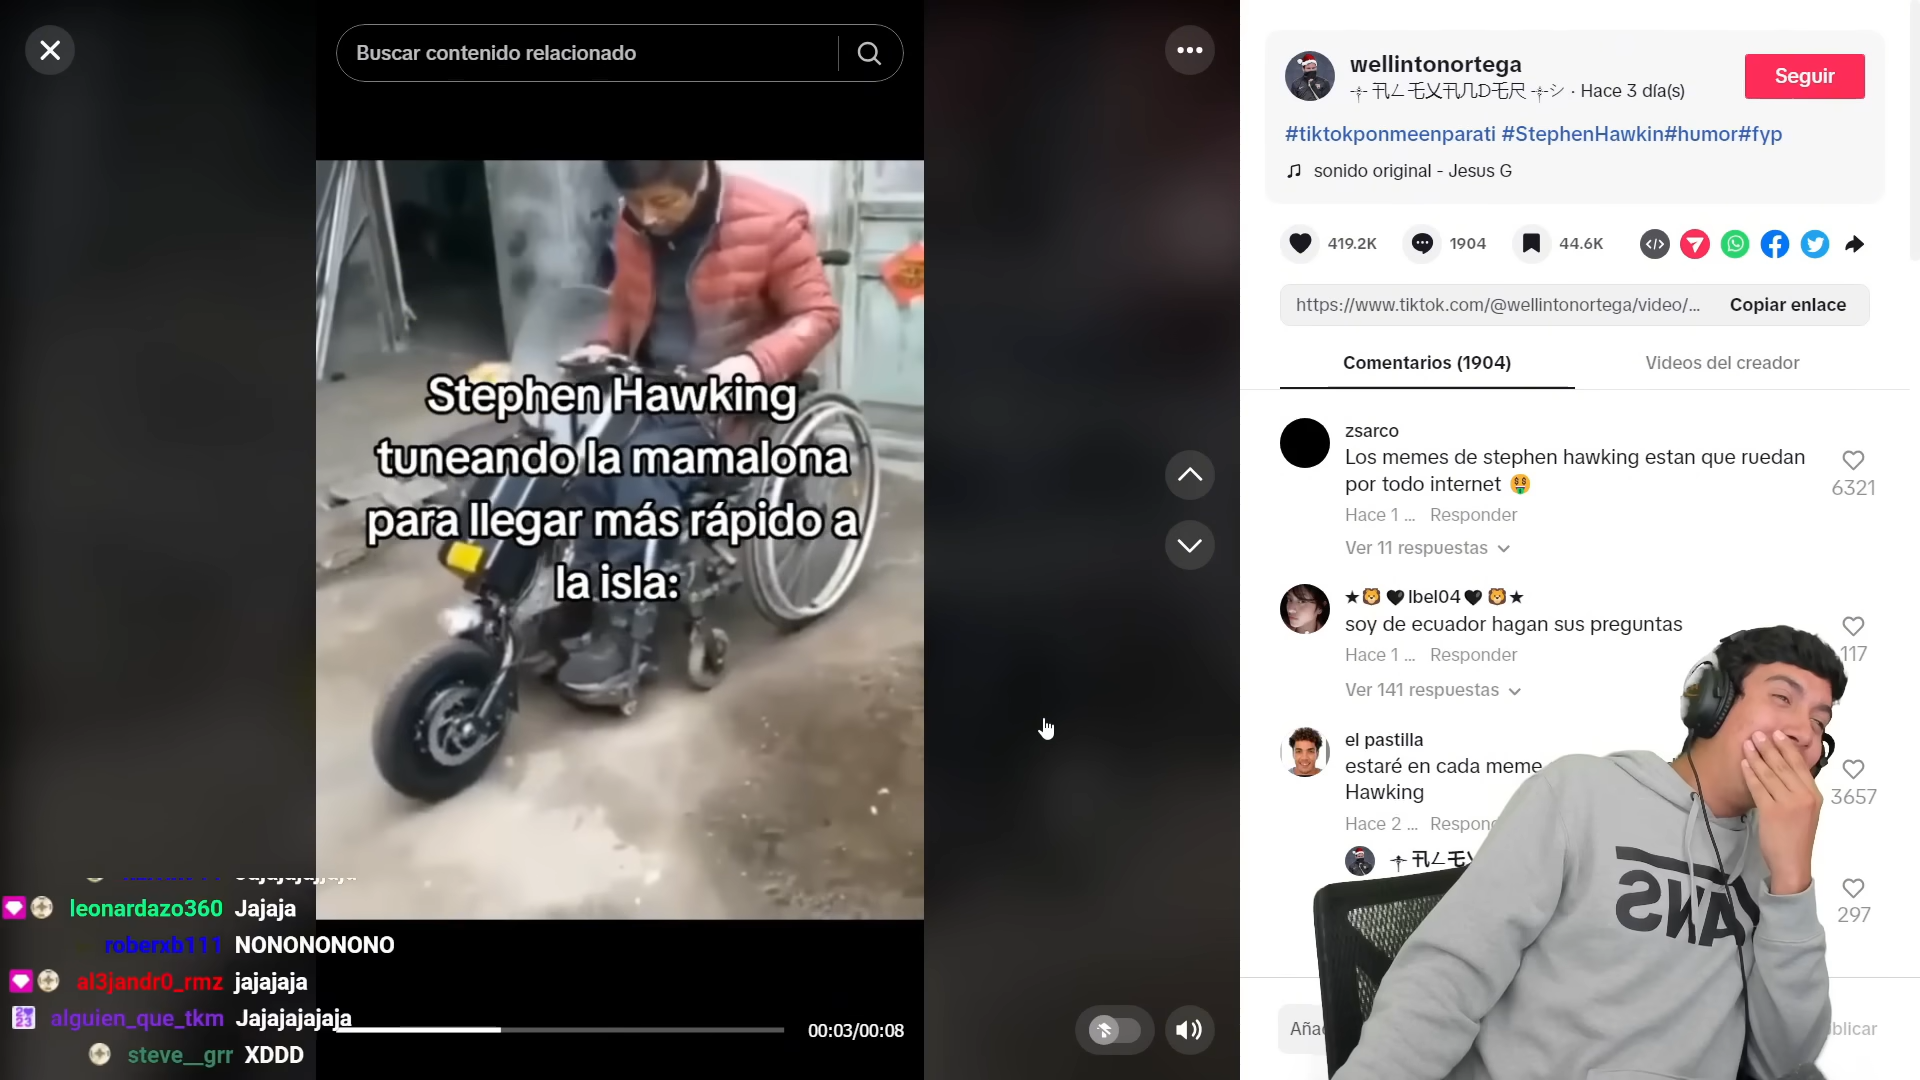 Buscar contenido relacionado
Stephen Hawking
tuneando la mamalona
para llegar más rápido a
la isla:
leonardazo360 Jajaja
roberxb111 NONONONONO
al3jandr0_rmz jajajaja
alguien_que_tkm Jajajajajaja
steve__grr XDDD
00:03/00:08
wellintonortega
Hace 3 día(s)
Seguir
#tiktokponmeenparati #StephenHawkin#humor#fyp
sonido original - Jesus G
419.2K 1904 44.6K
https://www.tiktok.com/@wellintonortega/video/... Copiar enlace
Comentarios (1904) Videos del creador
zsarco
Los memes de stephen hawking estan que ruedan
por todo internet
6321
Hace 1 ... Responder
Ver 11 respuestas
lbel04
soy de ecuador hagan sus preguntas
117
Hace 1 ... Responder
Ver 141 respuestas
el pastilla
estaré en cada meme
Hawking
3657
Hace 2 ...
297
VANS